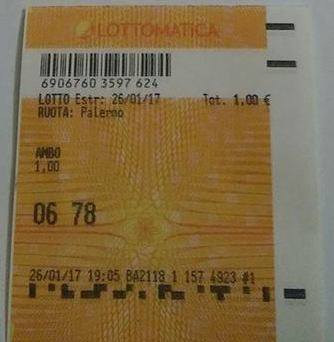 LOTTOMATICA
6906760 3597 624
LOTTO Estr: 26/01/17 Tot. 1,00 €
RUOTA: Palermo
AMBO
1,00
06 78
26/01/17 19:05 BA2118 1 157 4923 #1